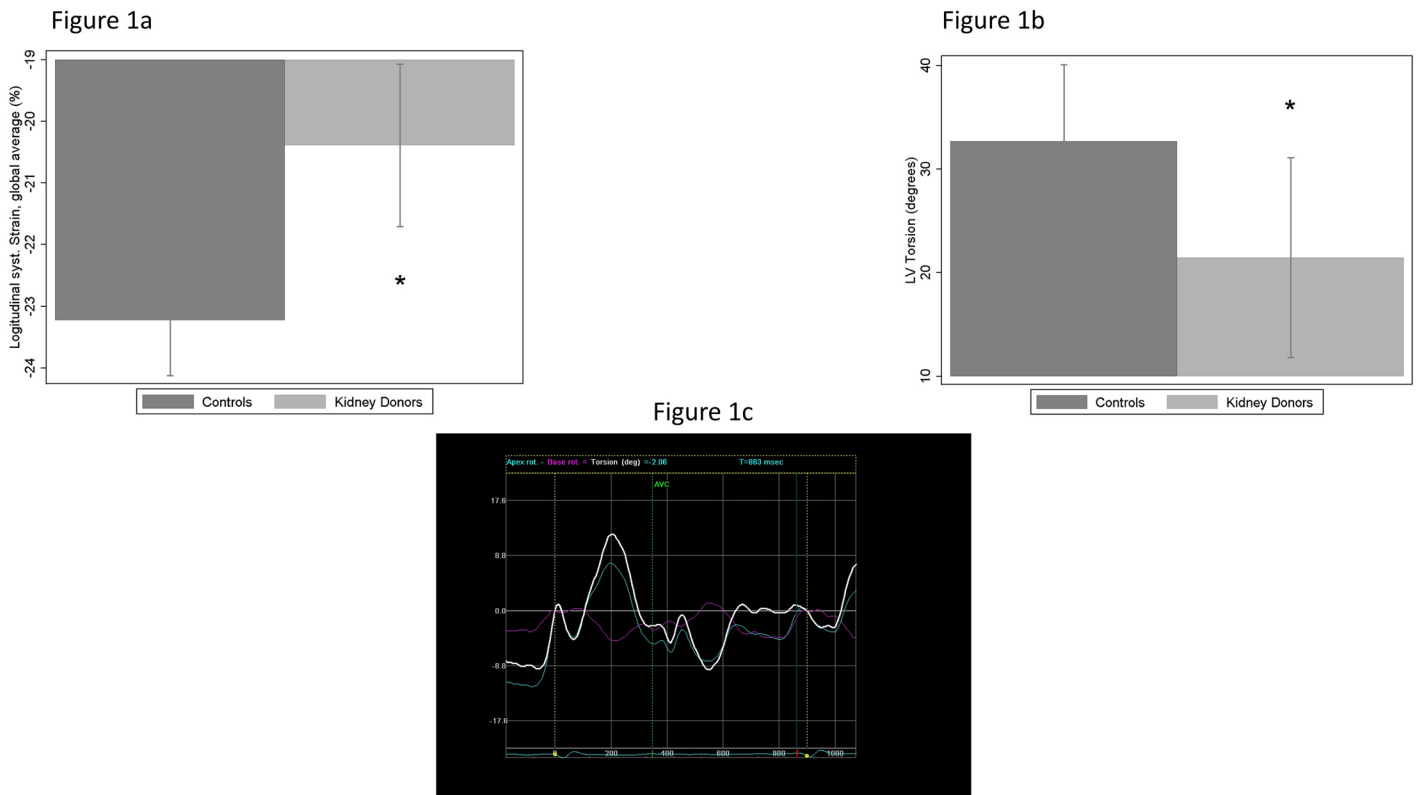 Figure 1a
Logitudinal syst. Strain, global average (%)
-19
-20
-21
-22
-23
-24
*
Controls
Kidney Donors
Figure 1b
LV Torsion (degrees)
40
30
20
10
*
Controls
Kidney Donors
Figure 1c
Apex rot. - Base rot. = Torsion (deg) =-2.06 T=863 msec
AVC
17.6
8.8
0.0
-8.8
-17.6
200 400 600 800 1000